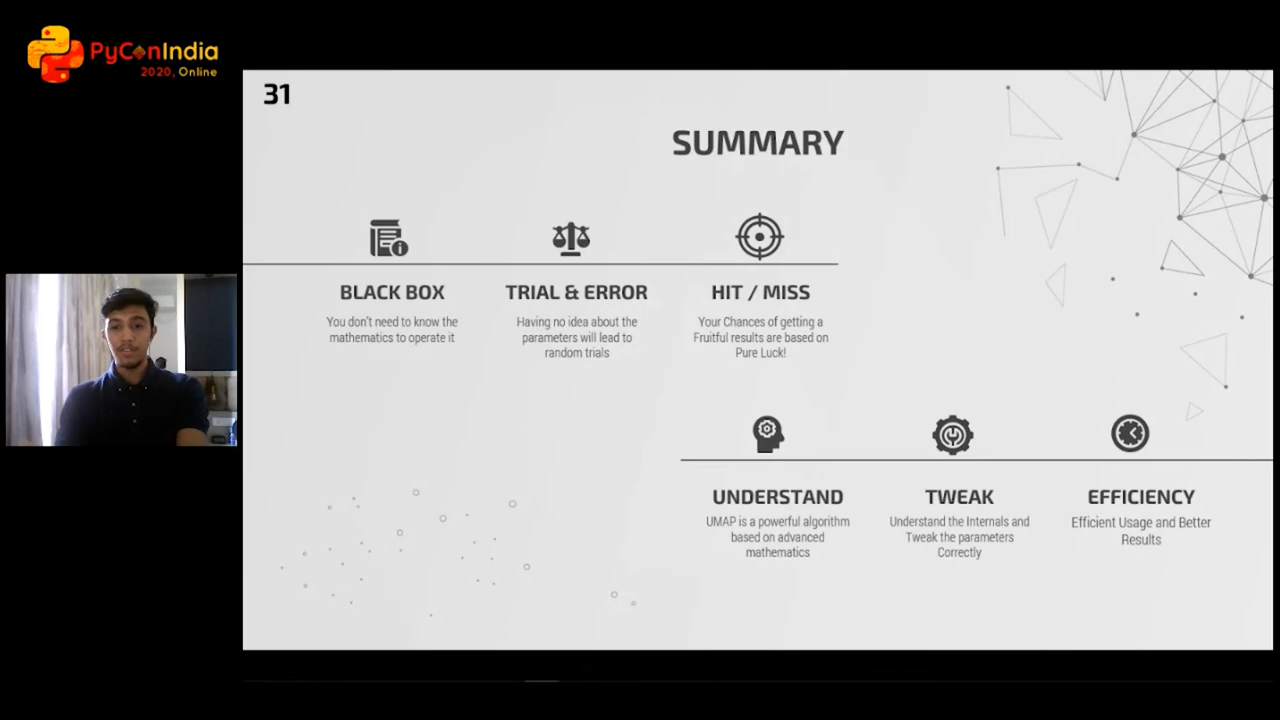 PyConIndia
2020, Online
31
SUMMARY
BLACK BOX
You don't need to know the
mathematics to operate it
TRIAL & ERROR
Having no idea about the
parameters will lead to
random trials
HIT / MISS
Your Chances of getting a
Fruitful results are based on
Pure Luck!
UNDERSTAND
UMAP is a powerful algorithm
based on advanced
mathematics
TWEAK
Understand the Internals and
Tweak the parameters
Correctly
EFFICIENCY
Efficient Usage and Better
Results